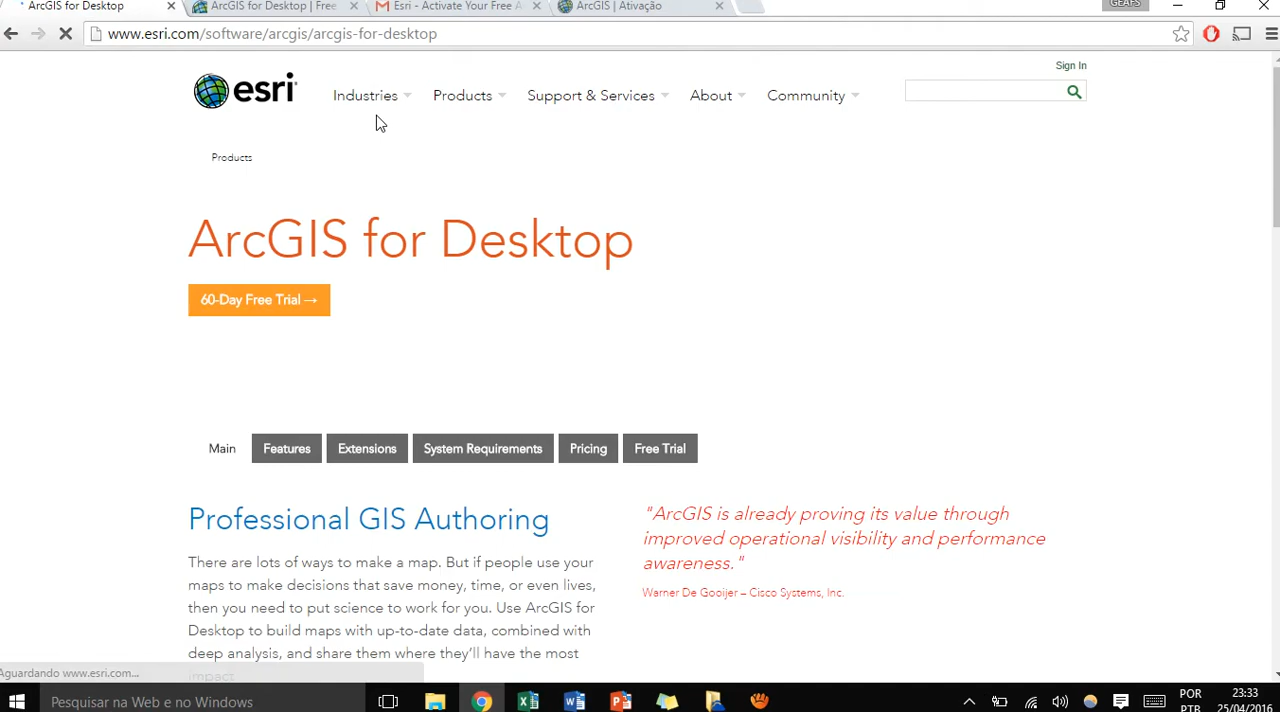 ArcGIS for Desktop
ArcGIS for Desktop | Free
Esri - Activate Your Free A
ArcGIS | Ativação
GEAFS
www.esri.com/software/arcgis/arcgis-for-desktop
Sign In
esri
Industries
Products
Support & Services
About
Community
Products
ArcGIS for Desktop
60-Day Free Trial →
Main
Features
Extensions
System Requirements
Pricing
Free Trial
Professional GIS Authoring
There are lots of ways to make a map. But if people use your
maps to make decisions that save money, time, or even lives,
then you need to put science to work for you. Use ArcGIS for
Desktop to build maps with up-to-date data, combined with
deep analysis, and share them where they'll have the most
impact
"ArcGIS is already proving its value through
improved operational visibility and performance
awareness."
Warner De Gooijer – Cisco Systems, Inc.
Aguardando www.esri.com...
Pesquisar na Web e no Windows
POR
PTB
23:33
25/04/2016